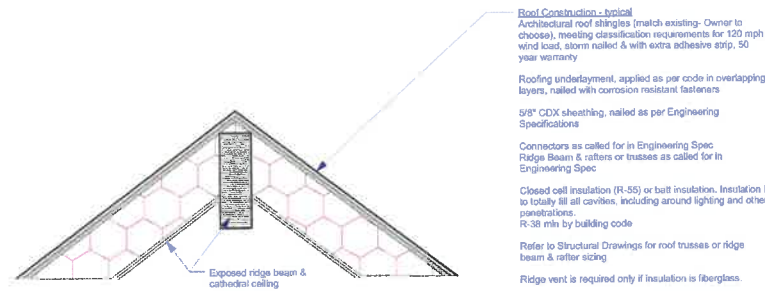 Roof Construction - typical
Architectural roof shingles (match existing- Owner to
choose), meeting classification requirements for 120 mph
wind load, storm nailed & with extra adhesive strip, 50
year warranty
Roofing underlayment, applied as per code in overlapping
layers, nailed with corrosion resistant fasteners
5/8" CDX sheathing, nailed as per Engineering
Specifications
Connectors as called for in Engineering Spec
Ridge Beam & rafters or trusses as called for in
Engineering Spec
Closed cell insulation (R-55) or batt insulation. Insulation
to totally fill all cavities, including around lighting and other
penetrations.
R-38 min by building code
Refer to Structural Drawings for roof trusses or ridge
beam & rafter sizing
Ridge vent is required only if insulation is fiberglass.
Exposed ridge beam &
cathedral ceiling